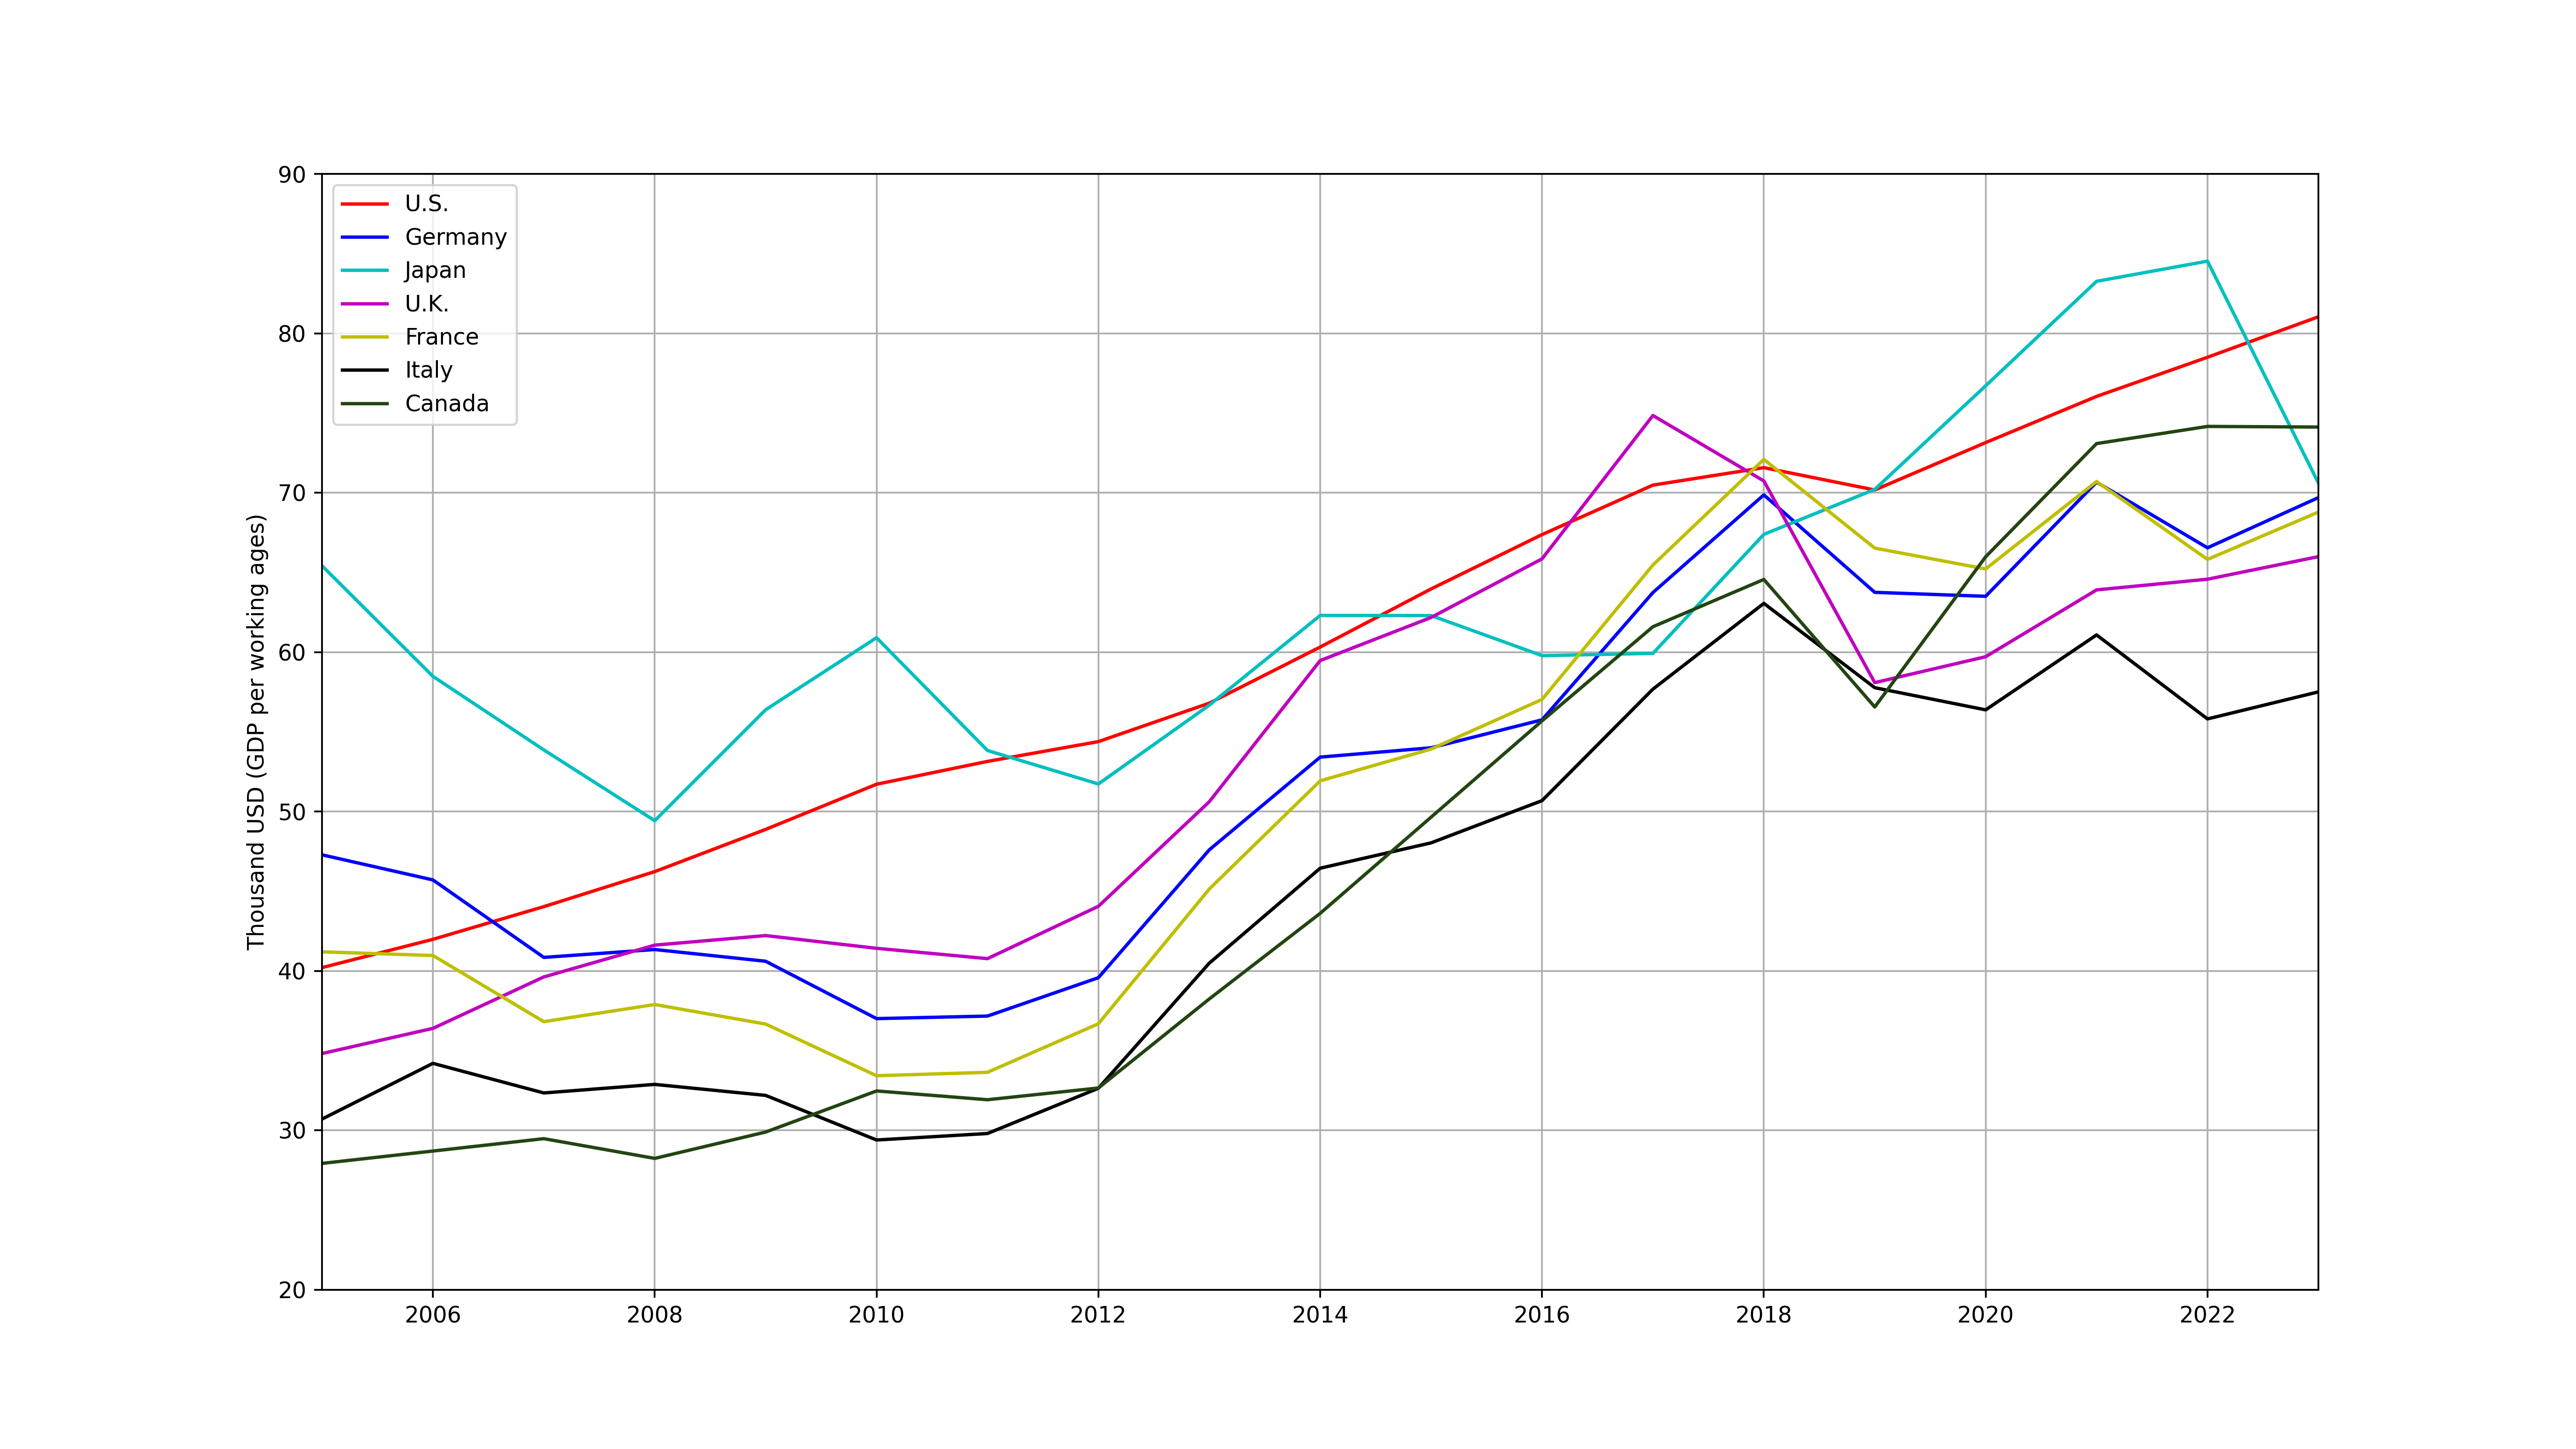 90
80
70
60
50
40
30
20
Thousand USD (GDP per working ages)
U.S.
Germany
Japan
U.K.
France
Italy
Canada
2006 2008 2010 2012 2014 2016 2018 2020 2022